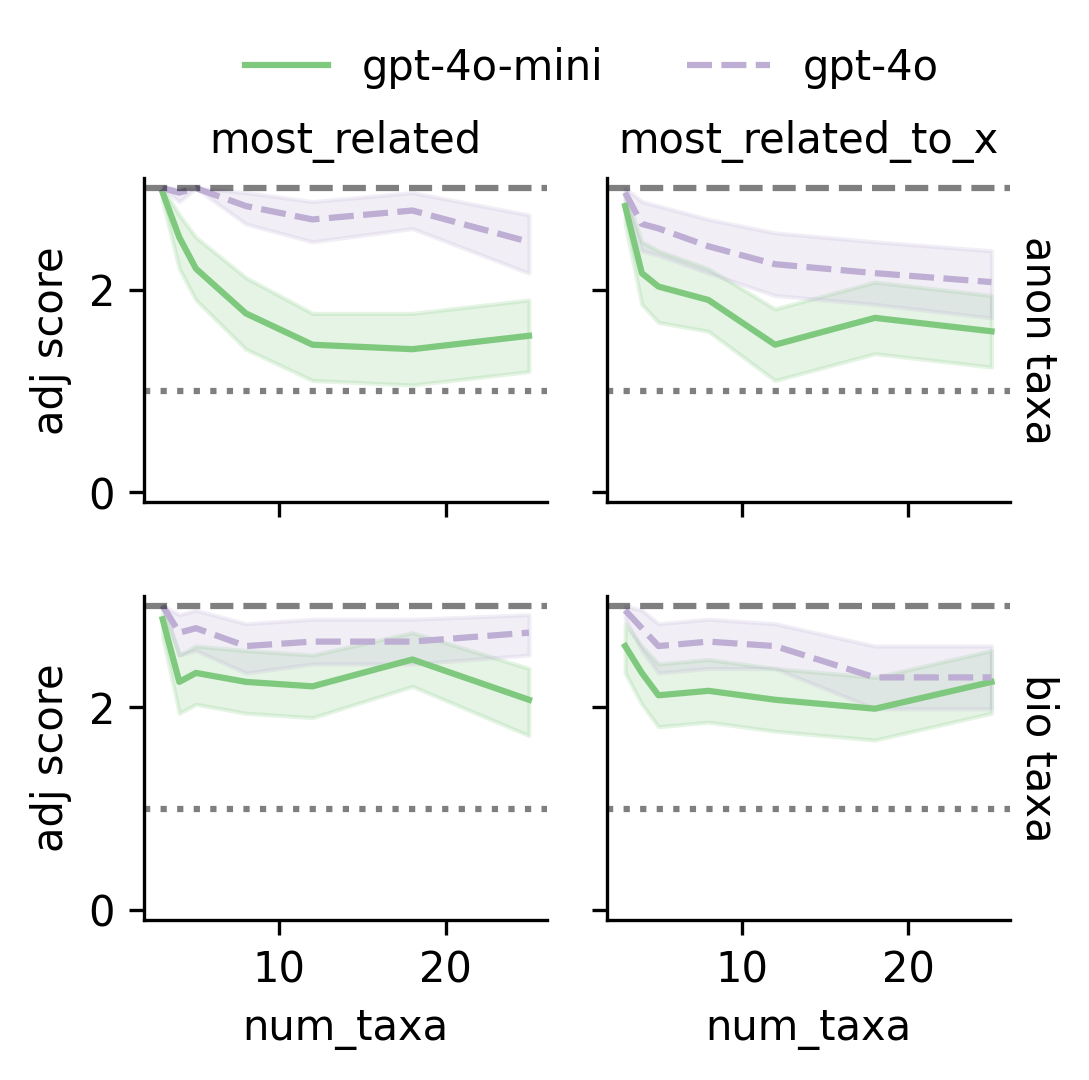 gpt-4o-mini gpt-4o
most_related most_related_to_x
adj score
2
0
anon taxa
adj score
2
0
bio taxa
10 20 10 20
num_taxa num_taxa